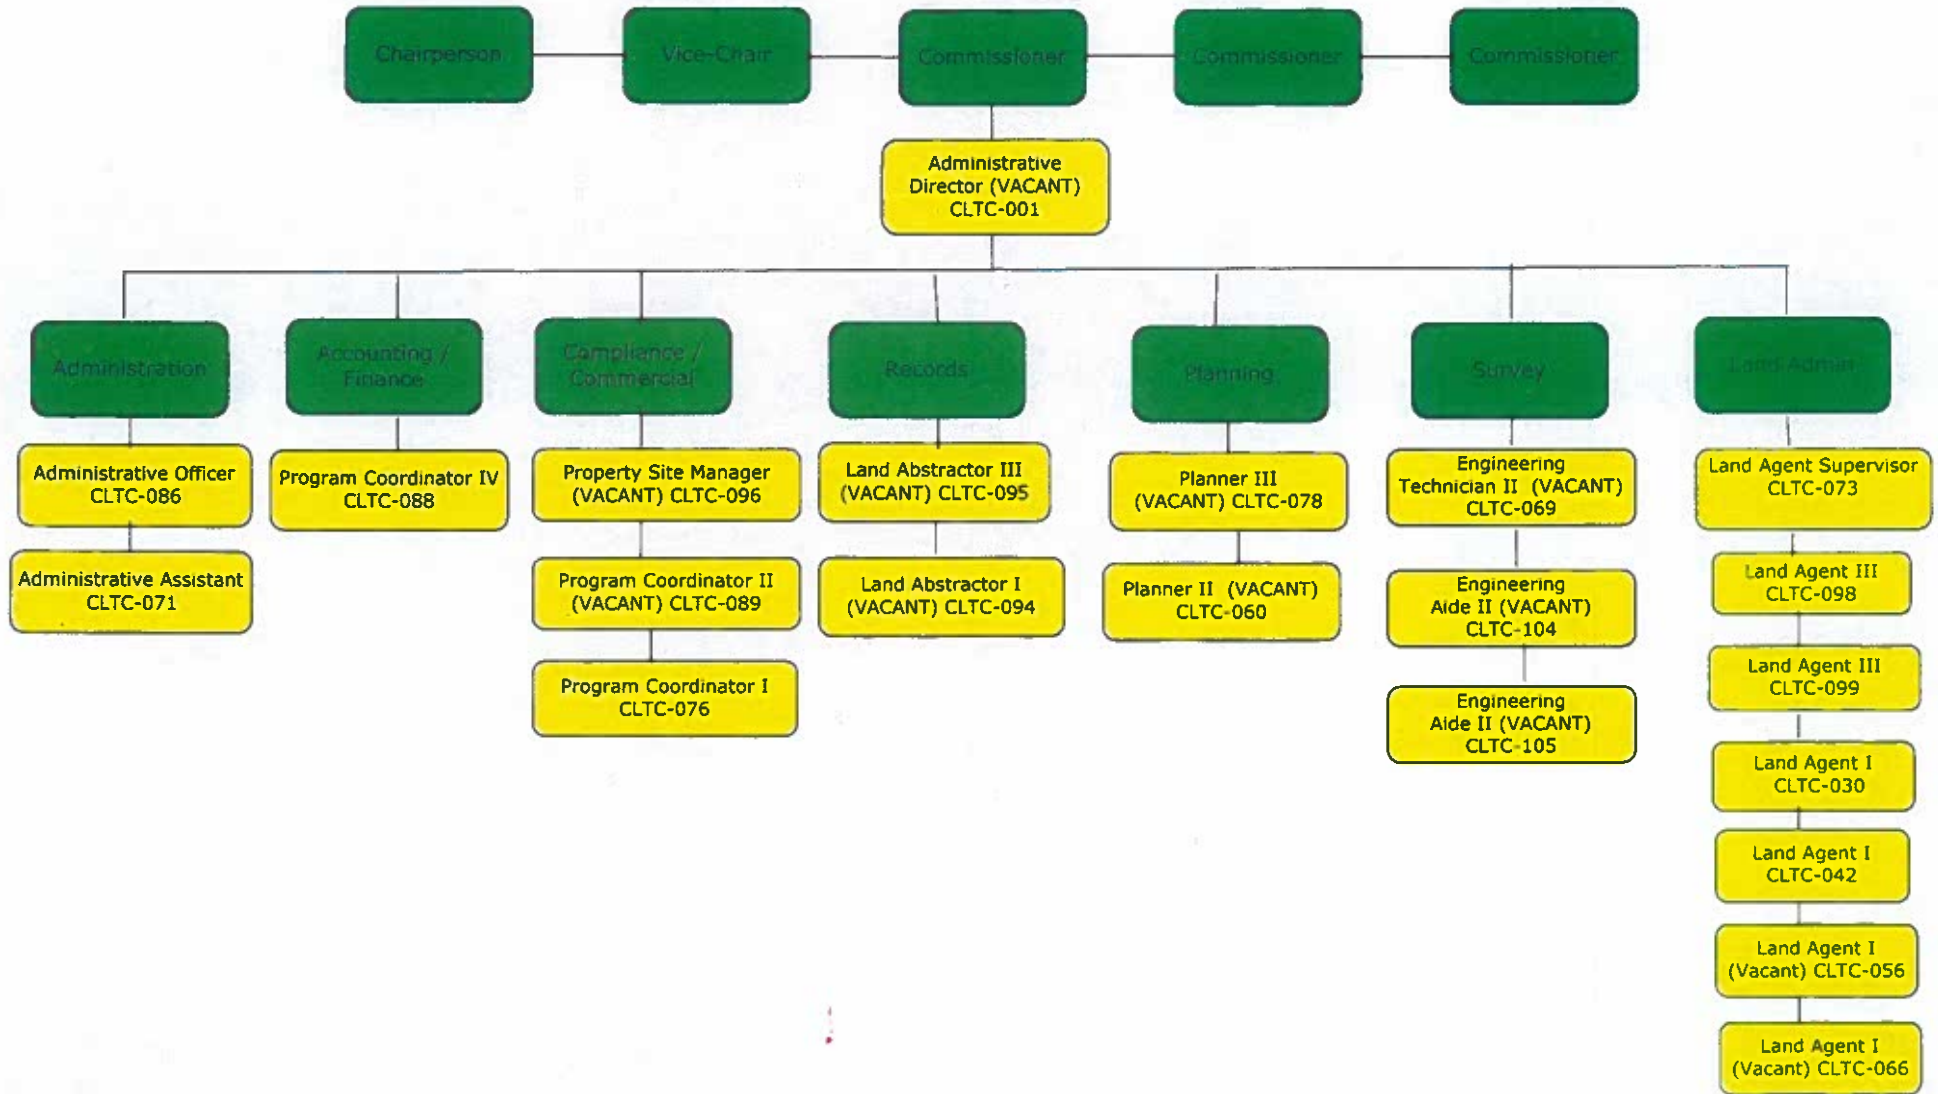 Chairperson
Vice-Chair
Commissioner
Commissioner
Commissioner
Administrative
Director (VACANT)
CLTC-001
Administration
Accounting /
Finance
Compliance /
Commercial
Records
Planning
Survey
Land Admin
Administrative Officer
CLTC-086
Administrative Assistant
CLTC-071
Program Coordinator IV
CLTC-088
Property Site Manager
(VACANT) CLTC-096
Program Coordinator II
(VACANT) CLTC-089
Program Coordinator I
CLTC-076
Land Abstractor III
(VACANT) CLTC-095
Land Abstractor I
(VACANT) CLTC-094
Planner III
(VACANT) CLTC-078
Planner II (VACANT)
CLTC-060
Engineering
Technician II (VACANT)
CLTC-069
Engineering
Aide II (VACANT)
CLTC-104
Engineering
Aide II (VACANT)
CLTC-105
Land Agent Supervisor
CLTC-073
Land Agent III
CLTC-098
Land Agent III
CLTC-099
Land Agent I
CLTC-030
Land Agent I
CLTC-042
Land Agent I
(Vacant) CLTC-056
Land Agent I
(Vacant) CLTC-066